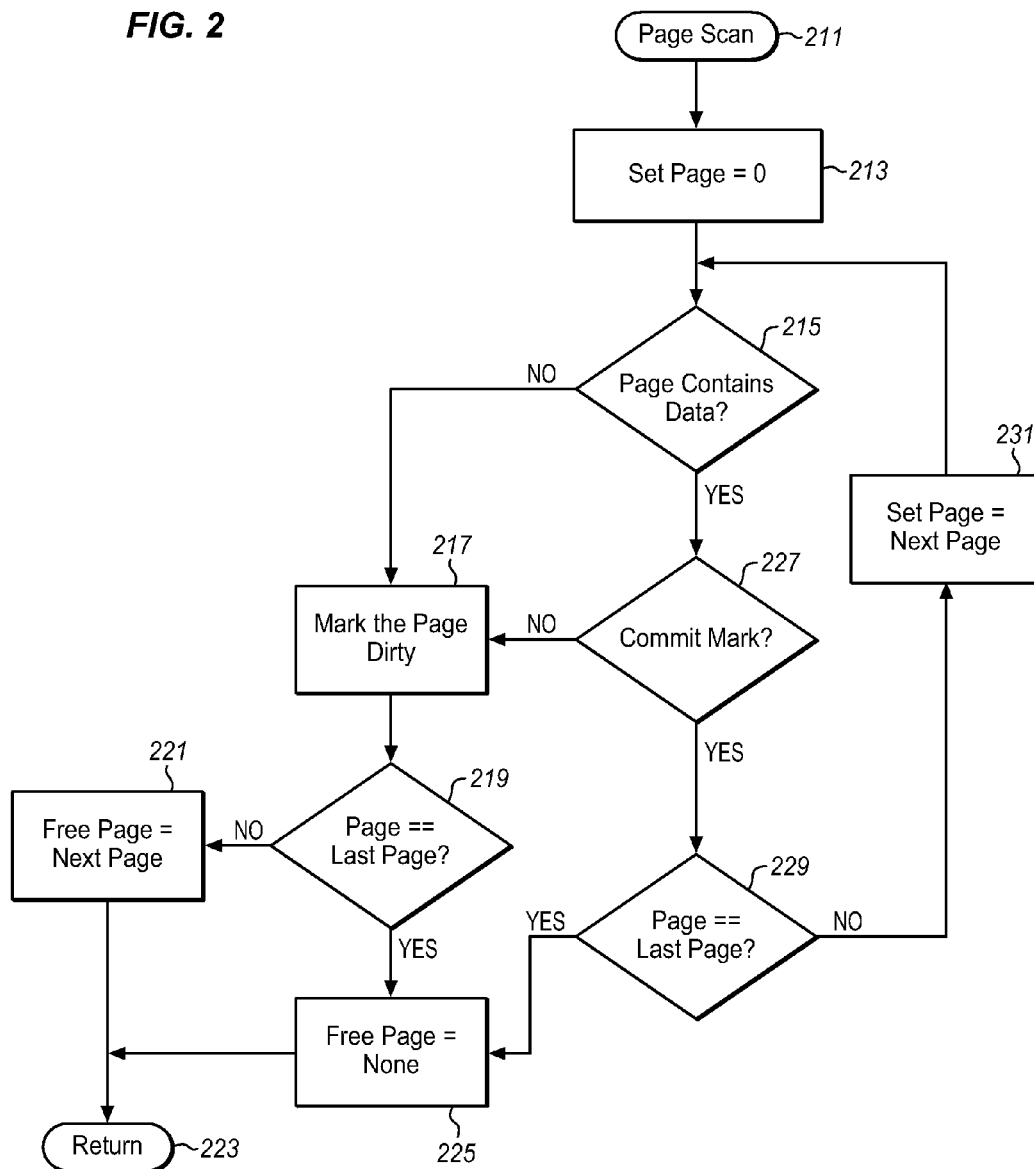 FIG. 2
Page Scan
211
Set Page = 0
213
215
NO
Page Contains
Data?
231
YES
Set Page =
Next Page
217
227
Mark the Page
Dirty
NO
Commit Mark?
YES
221
219
Free Page =
Next Page
NO
Page ==
Last Page?
229
YES
YES
Page ==
Last Page?
NO
Free Page =
None
Return
223
225